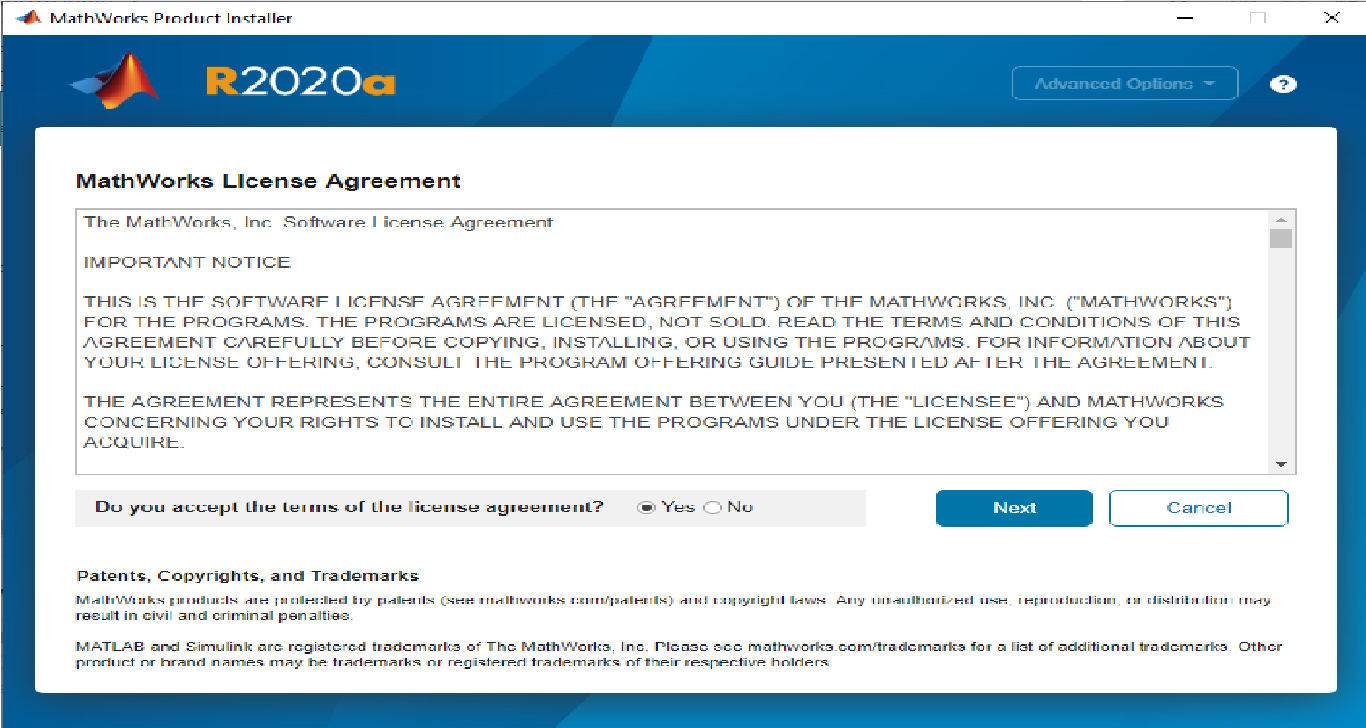 MathWorks Product Installer
R2020a
Advanced Options
?
MathWorks License Agreement
The MathWorks, Inc. Software License Agreement
IMPORTANT NOTICE
THIS IS THE SOFTWARE LICENSE AGREEMENT (THE "AGREEMENT") OF THE MATHWORKS, INC. ("MATHWORKS")
FOR THE PROGRAMS. THE PROGRAMS ARE LICENSED, NOT SOLD. READ THE TERMS AND CONDITIONS OF THIS
AGREEMENT CAREFULLY BEFORE COPYING, INSTALLING, OR USING THE PROGRAMS. FOR INFORMATION ABOUT
YOUR LICENSE OFFERING, CONSULT THE PROGRAM OFFERING GUIDE PRESENTED AFTER THE AGREEMENT.
THE AGREEMENT REPRESENTS THE ENTIRE AGREEMENT BETWEEN YOU (THE "LICENSEE") AND MATHWORKS
CONCERNING YOUR RIGHTS TO INSTALL AND USE THE PROGRAMS UNDER THE LICENSE OFFERING YOU
ACQUIRE.
Do you accept the terms of the license agreement? Yes No
Next Cancel
Patents, Copyrights, and Trademarks
MathWorks products are protected by patents (see mathworks.com/patents) and copyright laws. Any unauthorized use, reproduction, or distribution may
result in civil and criminal penalties.
MATLAB and Simulink are registered trademarks of The MathWorks, Inc. Please see mathworks.com/trademarks for a list of additional trademarks. Other
product or brand names may be trademarks or registered trademarks of their respective holders.